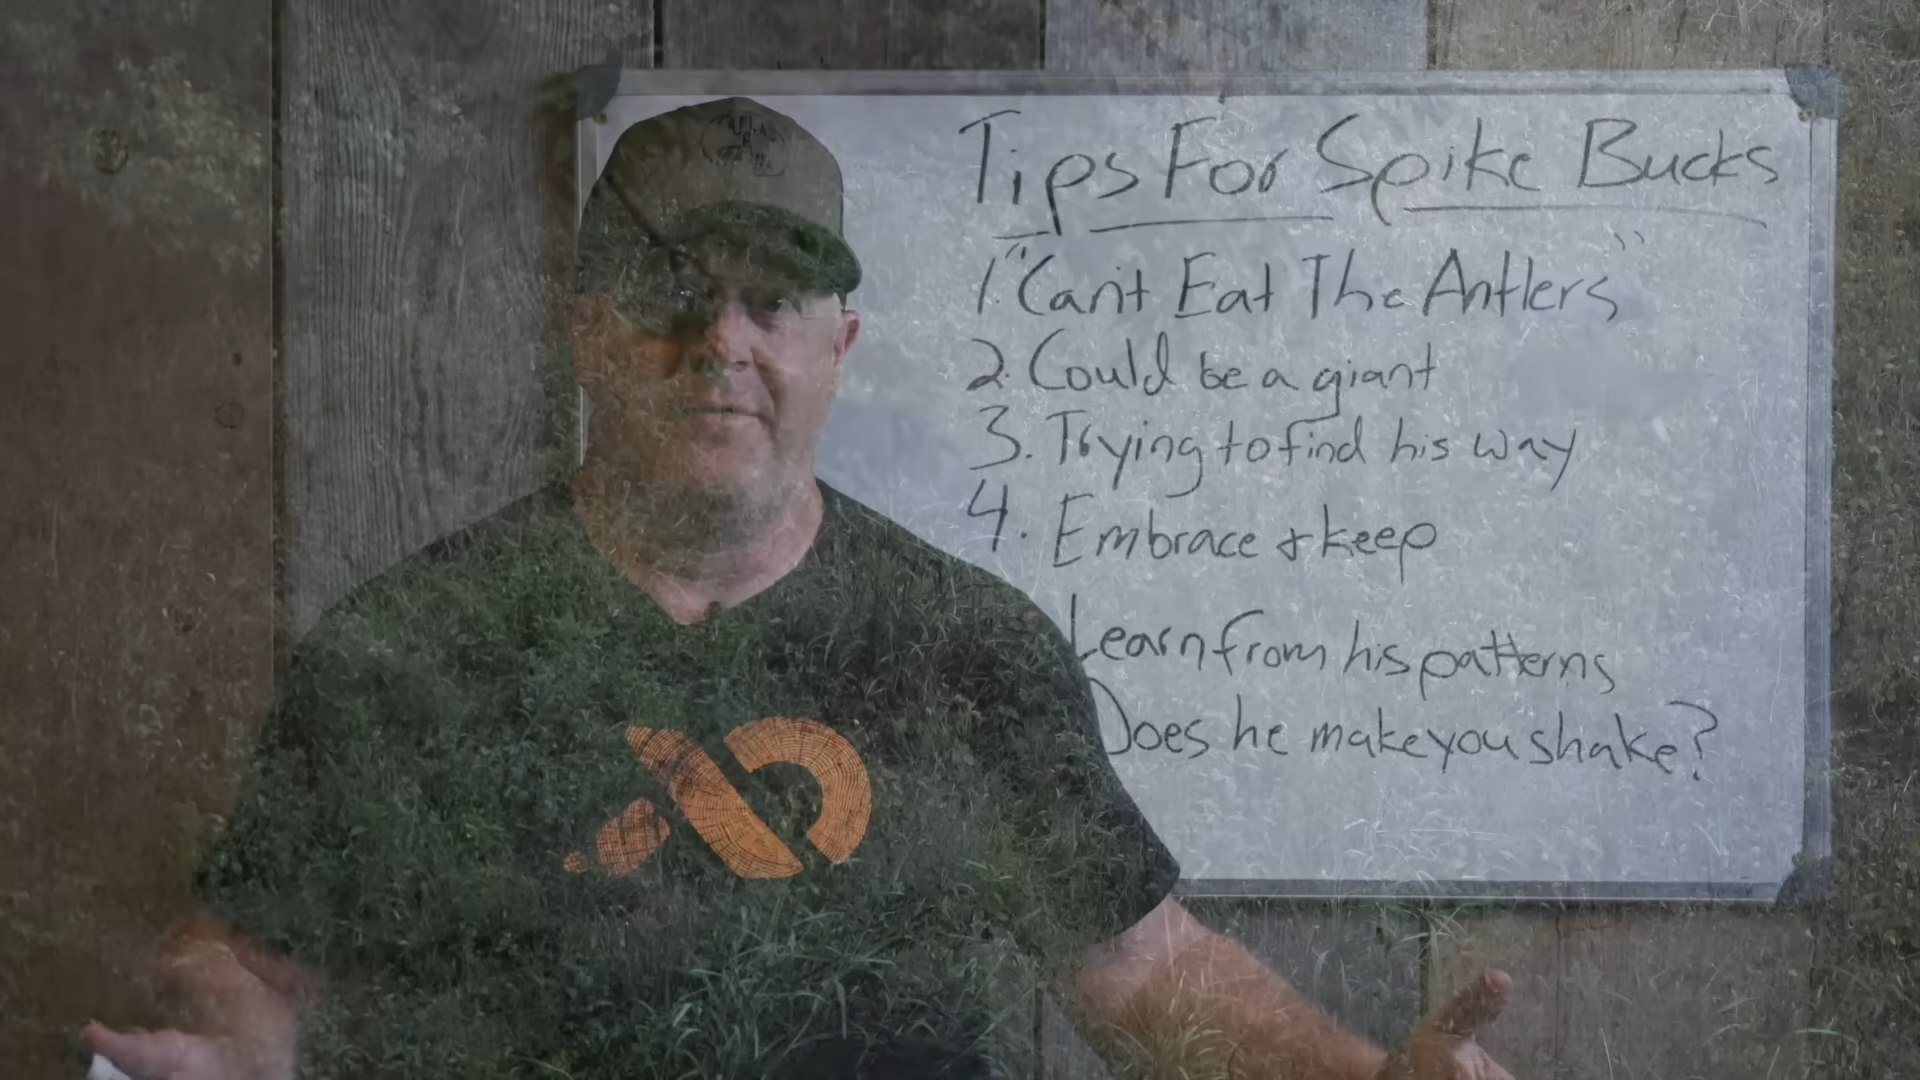 Tips For Spike Bucks
1. "Can't Eat The Antlers"
2. Could be a giant
3. Trying to find his way
4. Embrace & keep
Learn from his patterns
Does he make you shake?